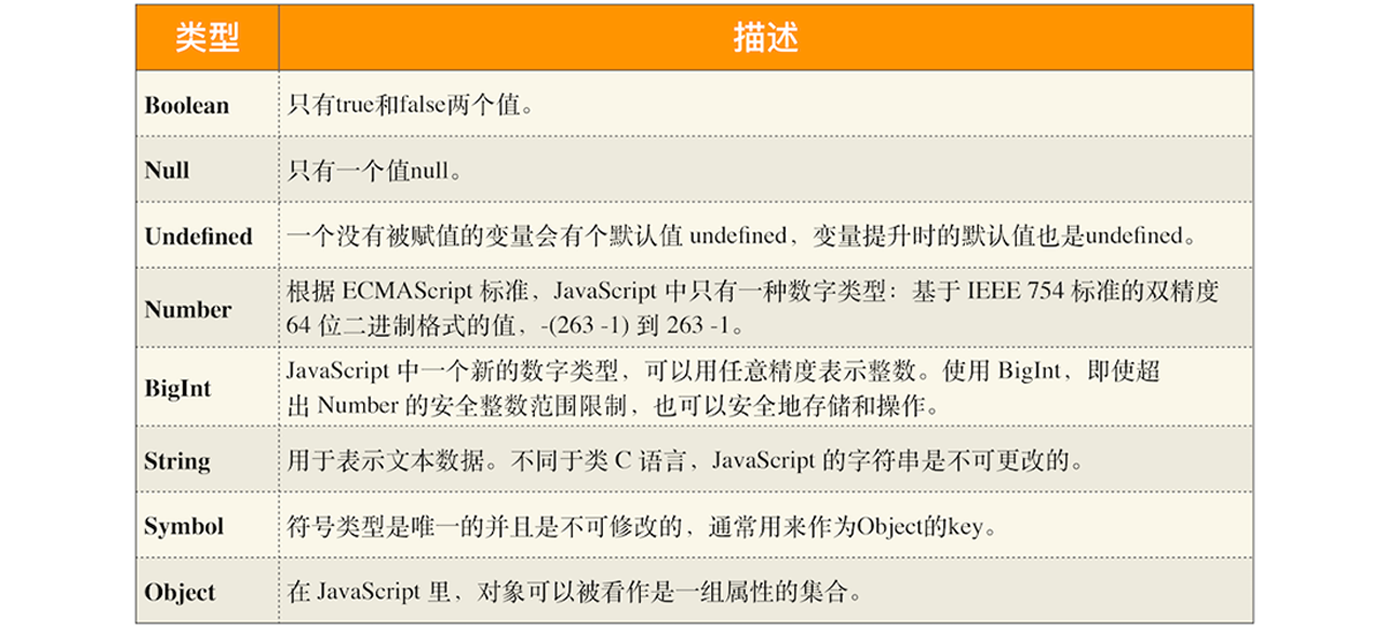 类型 描述
Boolean 只有true和false两个值。
Null 只有一个值null。
Undefined 一个没有被赋值的变量会有个默认值 undefined，变量提升时的默认值也是undefined。
Number 根据 ECMAScript 标准，JavaScript 中只有一种数字类型：基于 IEEE 754 标准的双精度
64 位二进制格式的值，-(263 -1) 到 263 -1。
BigInt JavaScript 中一个新的数字类型，可以用任意精度表示整数。使用 BigInt，即使超
出 Number 的安全整数范围限制，也可以安全地存储和操作。
String 用于表示文本数据。不同于类 C 语言，JavaScript 的字符串是不可更改的。
Symbol 符号类型是唯一的并且是不可修改的，通常用来作为Object的key。
Object 在 JavaScript 里，对象可以被看作是一组属性的集合。